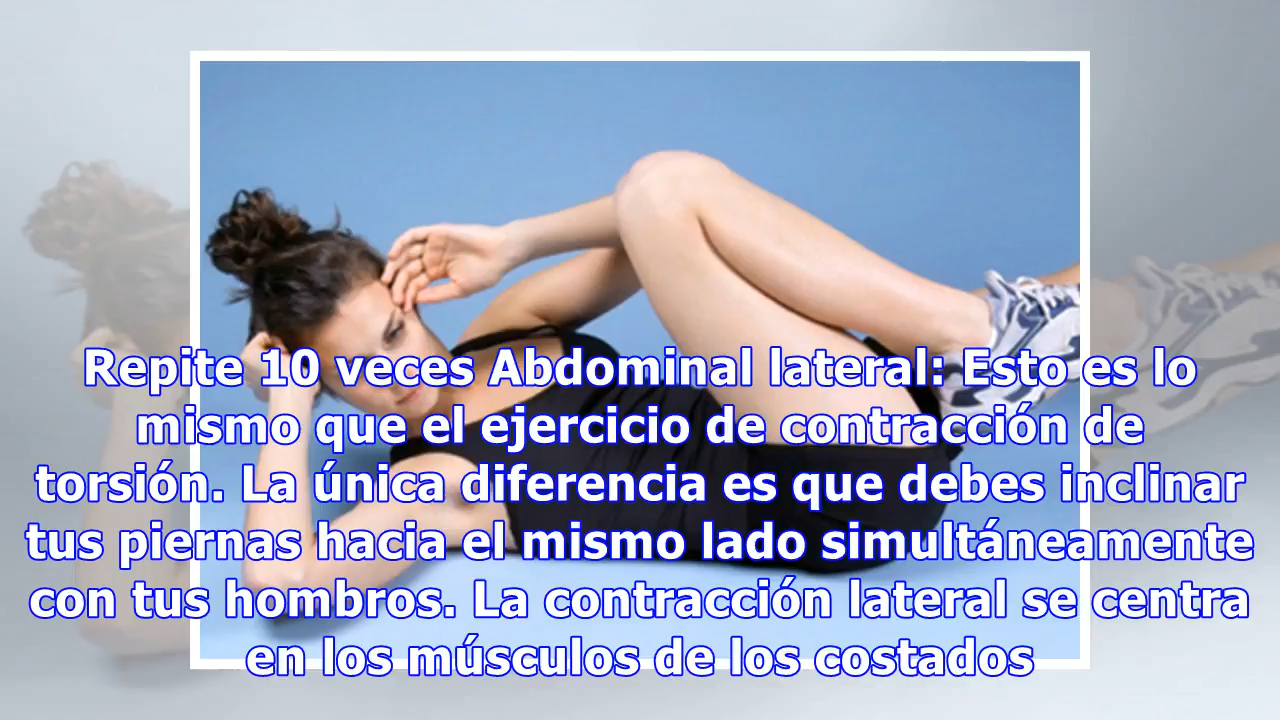 Repite 10 veces Abdominal lateral: Esto es lo
mismo que el ejercicio de contracción de
torsión. La única diferencia es que debes inclinar
tus piernas hacia el mismo lado simultáneamente
con tus hombros. La contracción lateral se centra
en los músculos de los costados